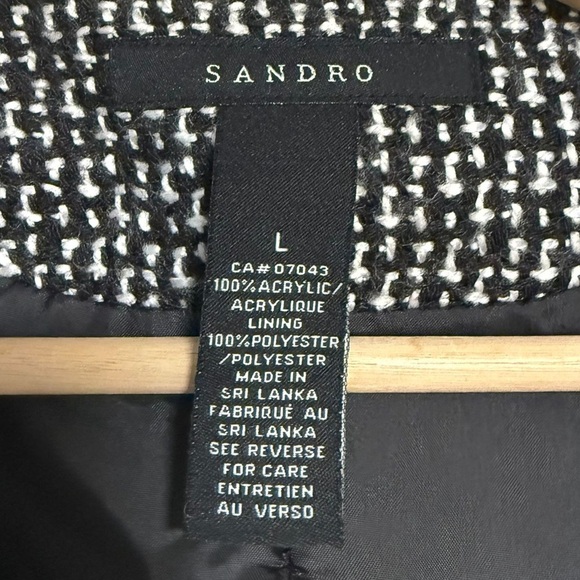 SANDRO
L
CA# 07043
100%ACRYLIC/
ACRYLIQUE
LINING
100%POLYESTER
/POLYESTER
MADE IN
SRI LANKA
FABRIQUÉ AU
SRI LANKA
SEE REVERSE
FOR CARE
ENTRETIEN
AU VERSO